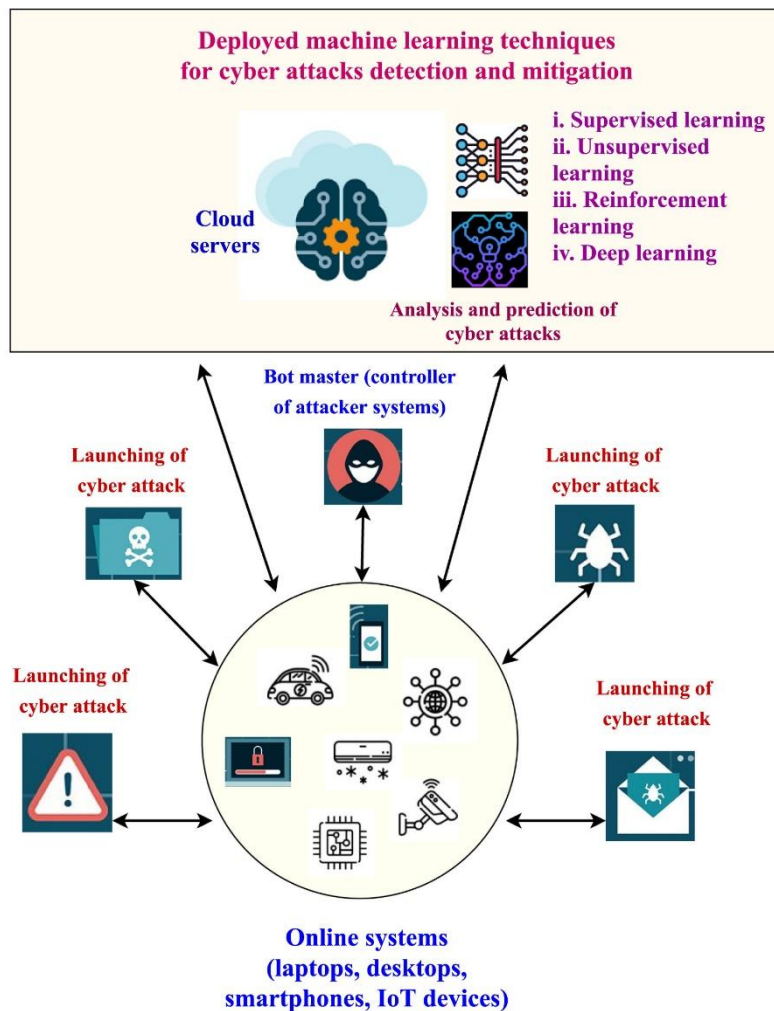 Deployed machine learning techniques
for cyber attacks detection and mitigation
Cloud
servers
i. Supervised learning
ii. Unsupervised
learning
iii. Reinforcement
learning
iv. Deep learning
Analysis and prediction of
cyber attacks
Bot master (controller
of attacker systems)
Launching of
cyber attack
Launching of
cyber attack
Launching of
cyber attack
Launching of
cyber attack
Online systems
(laptops, desktops,
smartphones, IoT devices)